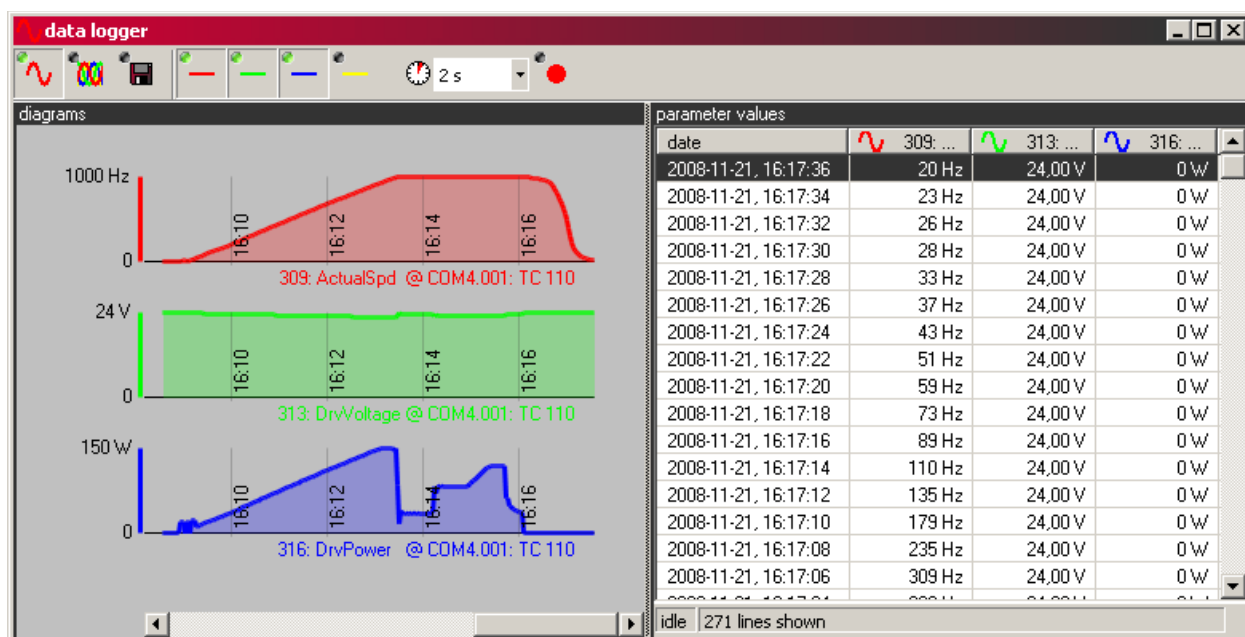 data logger
2 s
diagrams
1000 Hz
0
16:10
16:12
16:14
16:16
309: ActualSpd @ COM4.001: TC 110
24 V
0
16:10
16:12
16:14
16:16
313: DrvVoltage @ COM4.001: TC 110
150 W
0
16:10
16:12
16:14
16:16
316: DrvPower @ COM4.001: TC 110
parameter values
date 309: ... 313: ... 316: ...
2008-11-21, 16:17:36 20 Hz 24,00 V 0 W
2008-11-21, 16:17:34 23 Hz 24,00 V 0 W
2008-11-21, 16:17:32 26 Hz 24,00 V 0 W
2008-11-21, 16:17:30 28 Hz 24,00 V 0 W
2008-11-21, 16:17:28 33 Hz 24,00 V 0 W
2008-11-21, 16:17:26 37 Hz 24,00 V 0 W
2008-11-21, 16:17:24 43 Hz 24,00 V 0 W
2008-11-21, 16:17:22 51 Hz 24,00 V 0 W
2008-11-21, 16:17:20 59 Hz 24,00 V 0 W
2008-11-21, 16:17:18 73 Hz 24,00 V 0 W
2008-11-21, 16:17:16 89 Hz 24,00 V 0 W
2008-11-21, 16:17:14 110 Hz 24,00 V 0 W
2008-11-21, 16:17:12 135 Hz 24,00 V 0 W
2008-11-21, 16:17:10 179 Hz 24,00 V 0 W
2008-11-21, 16:17:08 235 Hz 24,00 V 0 W
2008-11-21, 16:17:06 309 Hz 24,00 V 0 W
idle 271 lines shown